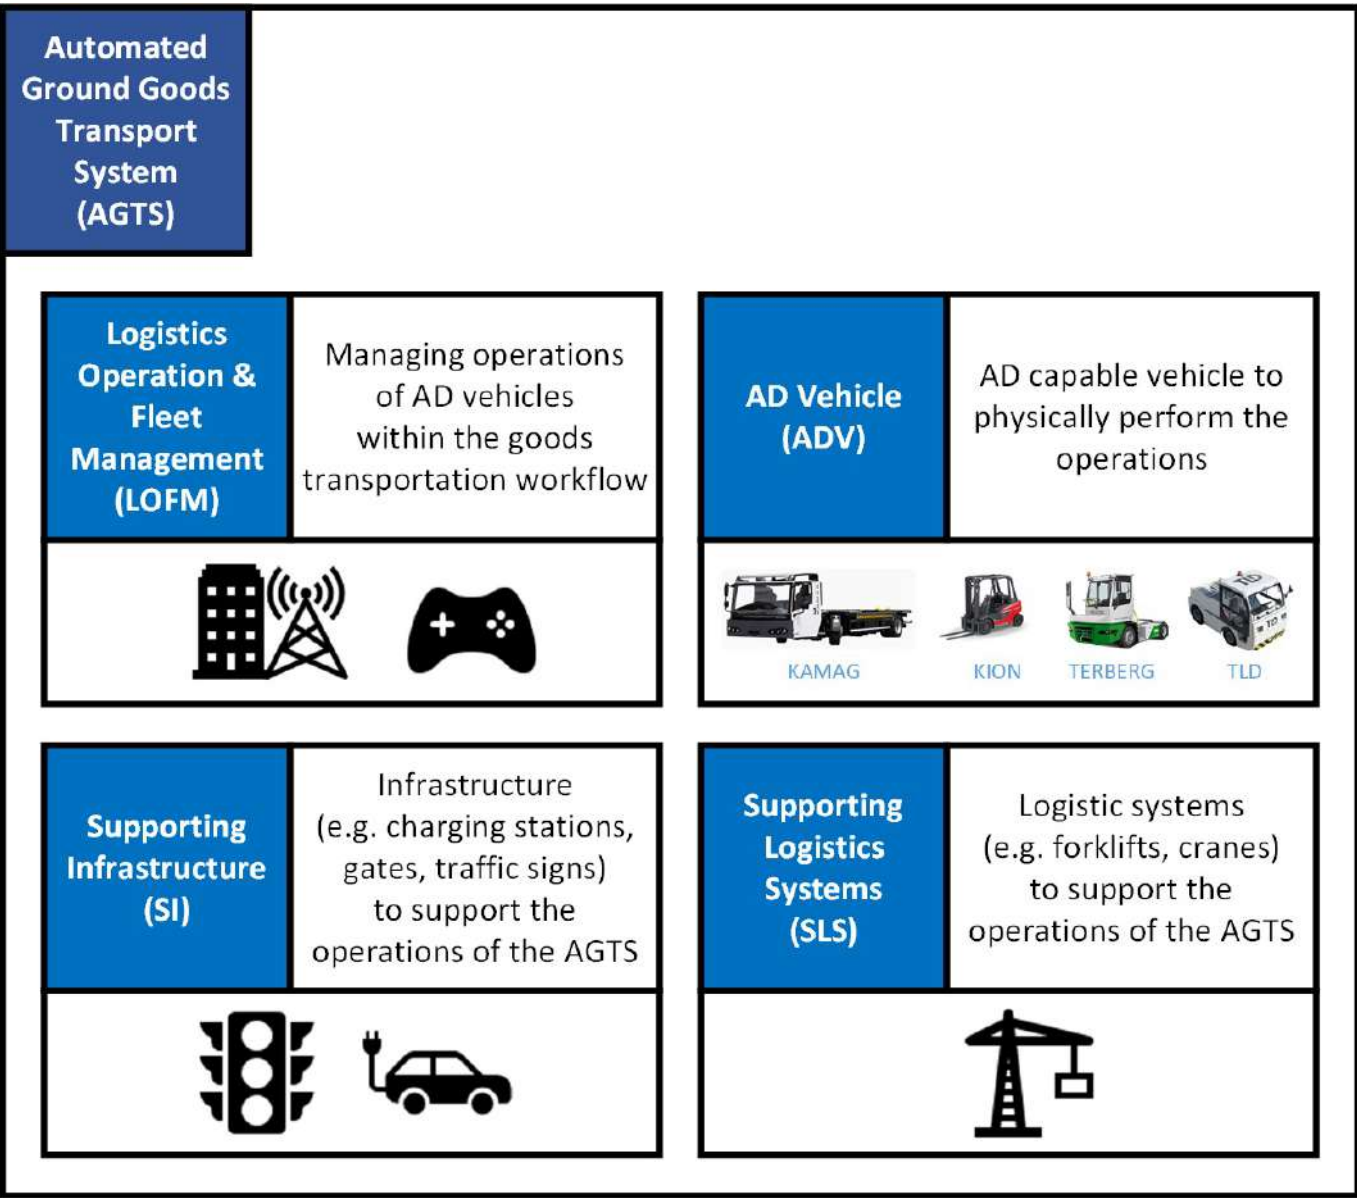 Automated
Ground Goods
Transport
System
(AGTS)
Logistics
Operation &
Fleet
Management
(LOFM)
Managing operations
of AD vehicles
within the goods
transportation workflow
AD Vehicle
(ADV)
AD capable vehicle to
physically perform the
operations
TLD
TLD
KAMAG
KION
TERBERG
TLD
Supporting
Infrastructure
(SI)
Infrastructure
(e.g. charging stations,
gates, traffic signs)
to support the
operations of the AGTS
Supporting
Logistics
Systems
(SLS)
Logistic systems
(e.g. forklifts, cranes)
to support the
operations of the AGTS